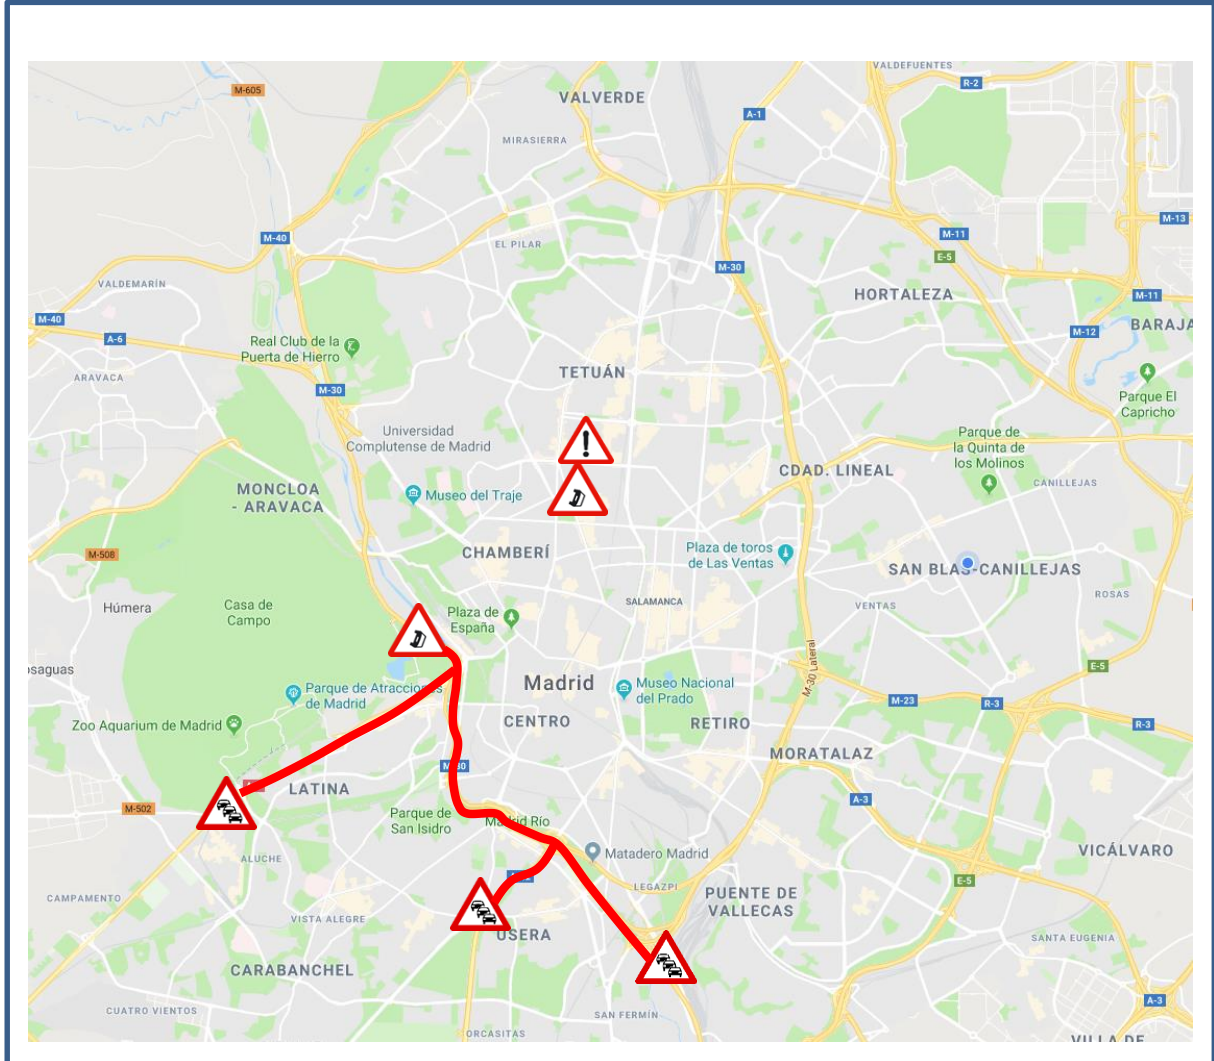 VALDEFUENTES
R-2
M-605
VALVERDE
A-1
MIRASIERRA
M-13
M-40
M-11
EL PILAR
E-5
M-30
VALDEMARÍN
HORTALEZA
M-11
M-40
A-6
M-12
BARAJA
Real Club de la
Puerta de Hierro
TETUÁN
ARAVACA
M-30
Parque El
Capricho
Universidad
Complutense de Madrid
Parque de
la Quinta de
los Molinos
CDAD. LINEAL
CANILLEJAS
MONCLOA
- ARAVACA
Museo del Traje
CHAMBERÍ
Plaza de toros
de Las Ventas
M-508
SAN BLAS-CANILLEJAS
ROSAS
Húmera
Casa de
Campo
Plaza de
España
SALAMANCA
VENTAS
osaguas
M-30 Lateral
E-5
Madrid
Museo Nacional
del Prado
Parque de Atracciones
de Madrid
M-23
R-3
R-3
Zoo Aquarium de Madrid
CENTRO
RETIRO
MORATALAZ
M-30
LATINA
M-502
A-3
Parque de
San Isidro
Madrid Río
Matadero Madrid
VICÁLVARO
ALUCHE
LEGAZPI
E-5
PUENTE DE
VALLECAS
CAMPAMENTO
VISTA ALEGRE
USERA
SANTA EUGENIA
CARABANCHEL
A-3
CUATRO VIENTOS
SAN FERMÍN
ORCASITAS
VILLA DE